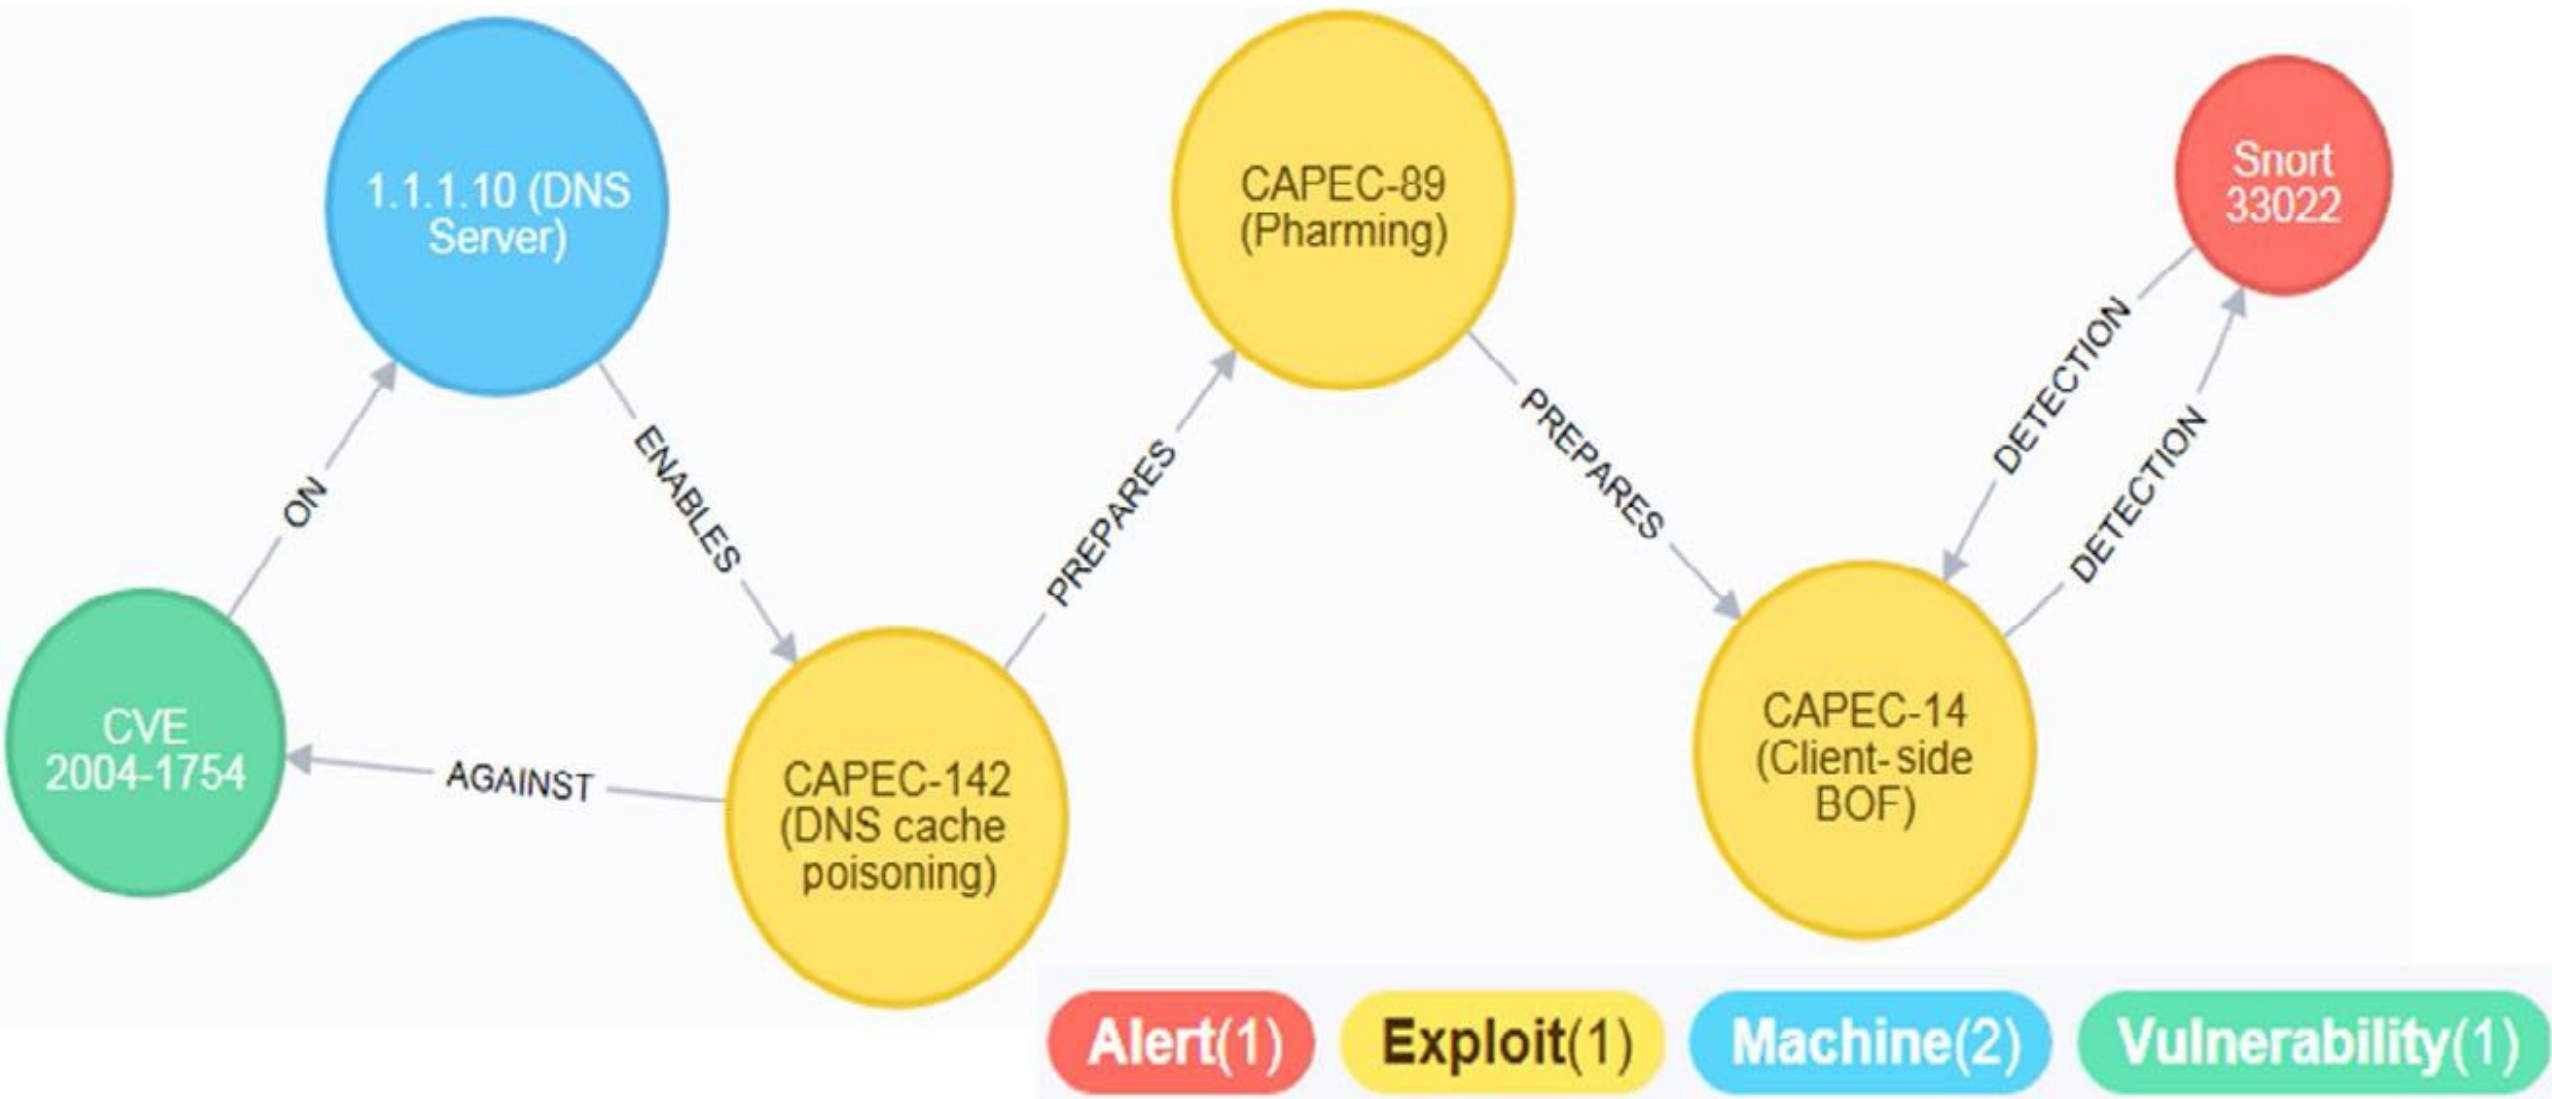 1.1.1.10 (DNS
Server)
CAPEC-89
(Pharming)
Snort
33022
ON
ENABLES
PREPARES
PREPARES
DETECTION
DETECTION
CVE
2004-1754
AGAINST
CAPEC-142
(DNS cache
poisoning)
CAPEC-14
(Client-side
BOF)
Alert(1)
Exploit(1)
Machine(2)
Vulnerability(1)